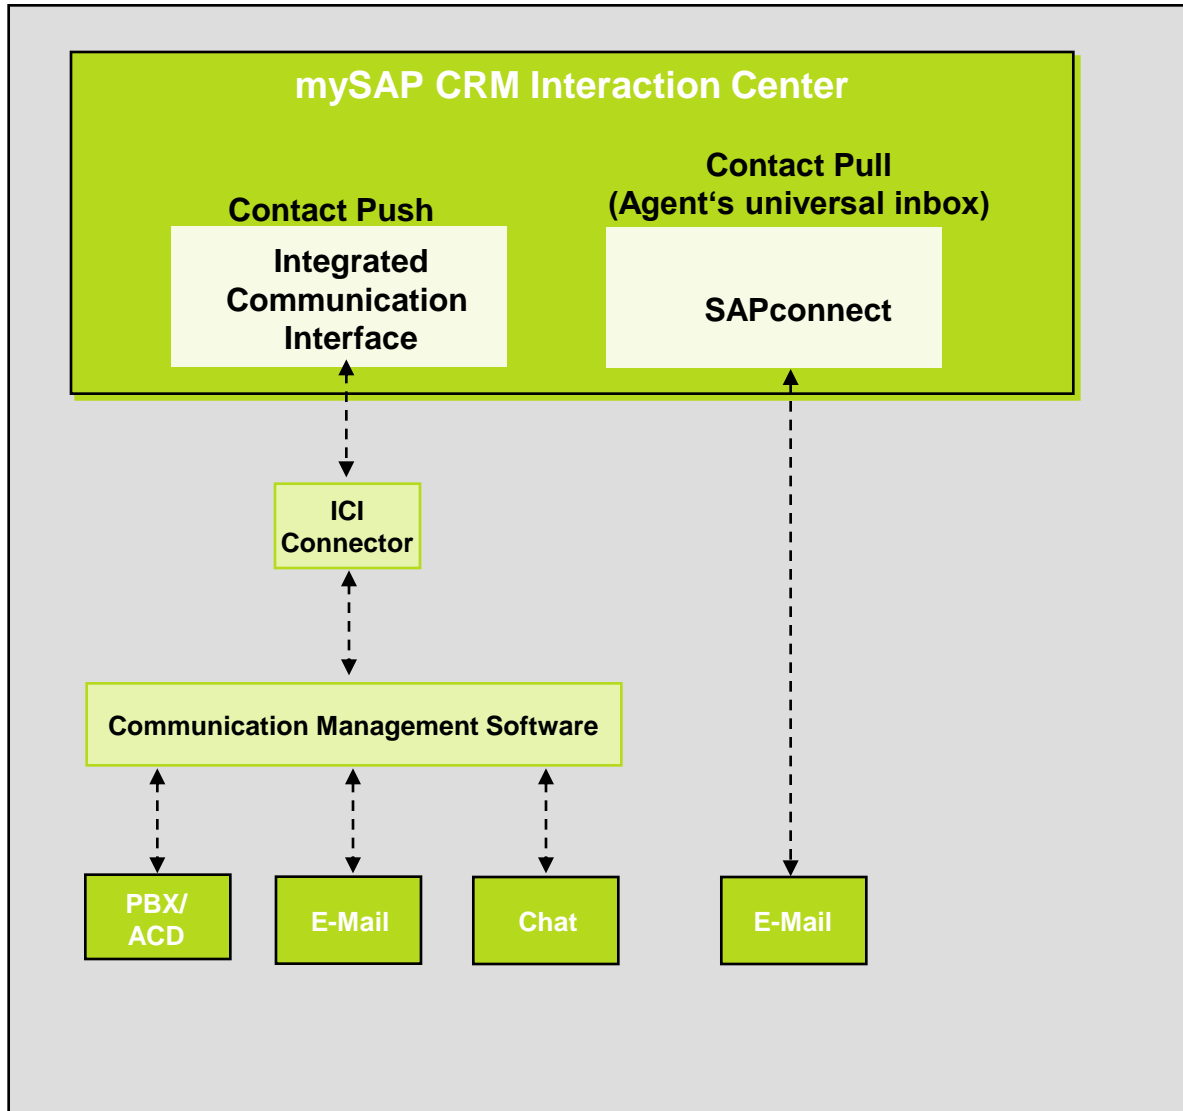 mySAP CRM Interaction Center
Contact Push
Integrated
Communication
Interface
Contact Pull
(Agent‘s universal inbox)
SAPconnect
ICI
Connector
Communication Management Software
PBX/
ACD
E-Mail
Chat
E-Mail